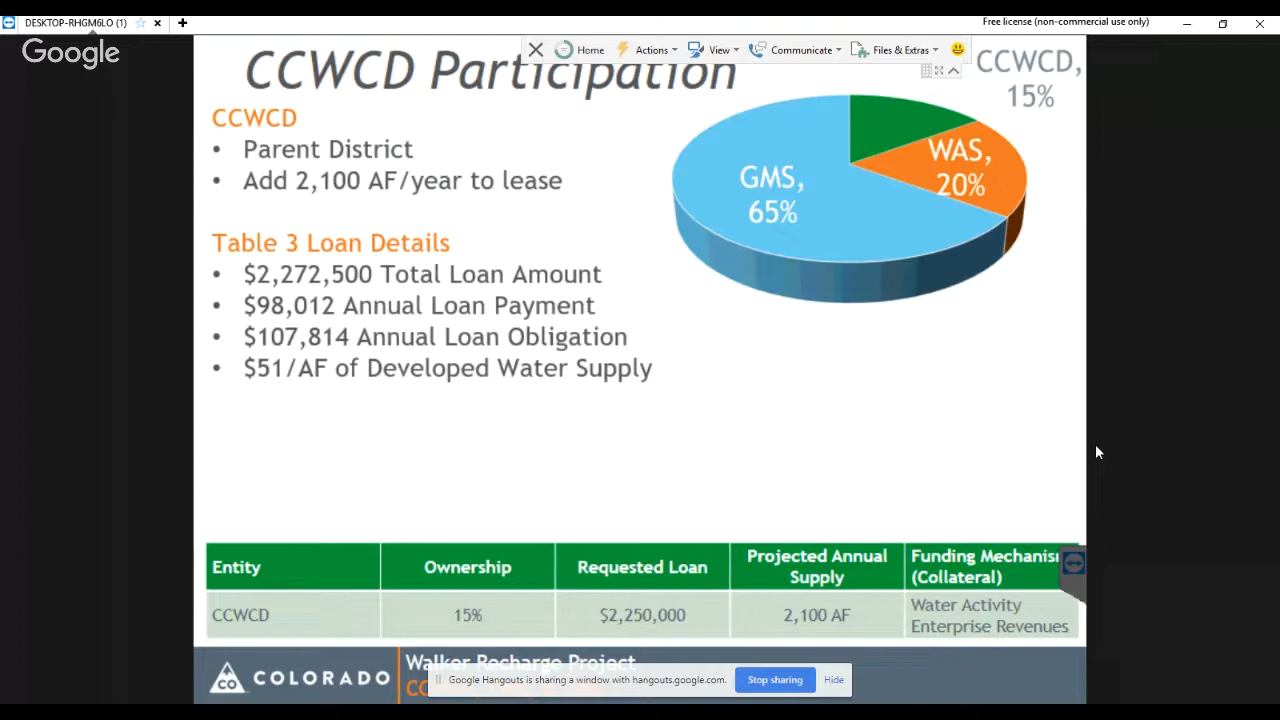 DESKTOP-RHGM6LO (1)
Free license (non-commercial use only)
Google
Home Actions View Communicate Files & Extras
CCWCD Participation
CCWCD,
15%
WAS,
20%
GMS,
65%
CCWCD
• Parent District
• Add 2,100 AF/year to lease
Table 3 Loan Details
• $2,272,500 Total Loan Amount
• $98,012 Annual Loan Payment
• $107,814 Annual Loan Obligation
• $51/AF of Developed Water Supply
Entity Ownership Requested Loan Projected Annual Supply Funding Mechanism (Collateral)
CCWCD 15% $2,250,000 2,100 AF Water Activity Enterprise Revenues
CO COLORADO
Walker Recharge Project
Google Hangouts is sharing a window with hangouts.google.com. Stop sharing Hide